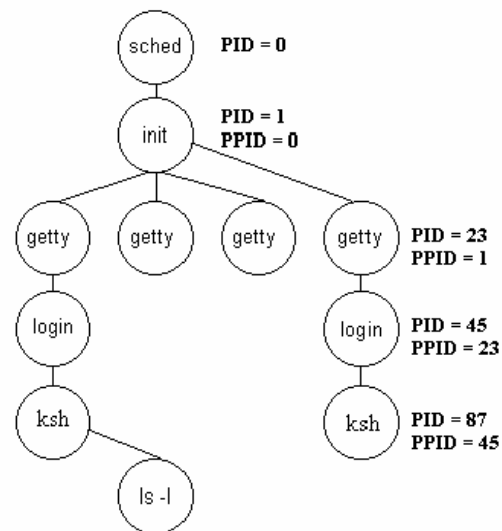 sched
PID = 0
init
PID = 1
PPID = 0
getty
getty
getty
getty
PID = 23
PPID = 1
login
login
PID = 45
PPID = 23
ksh
ksh
PID = 87
PPID = 45
ls -l